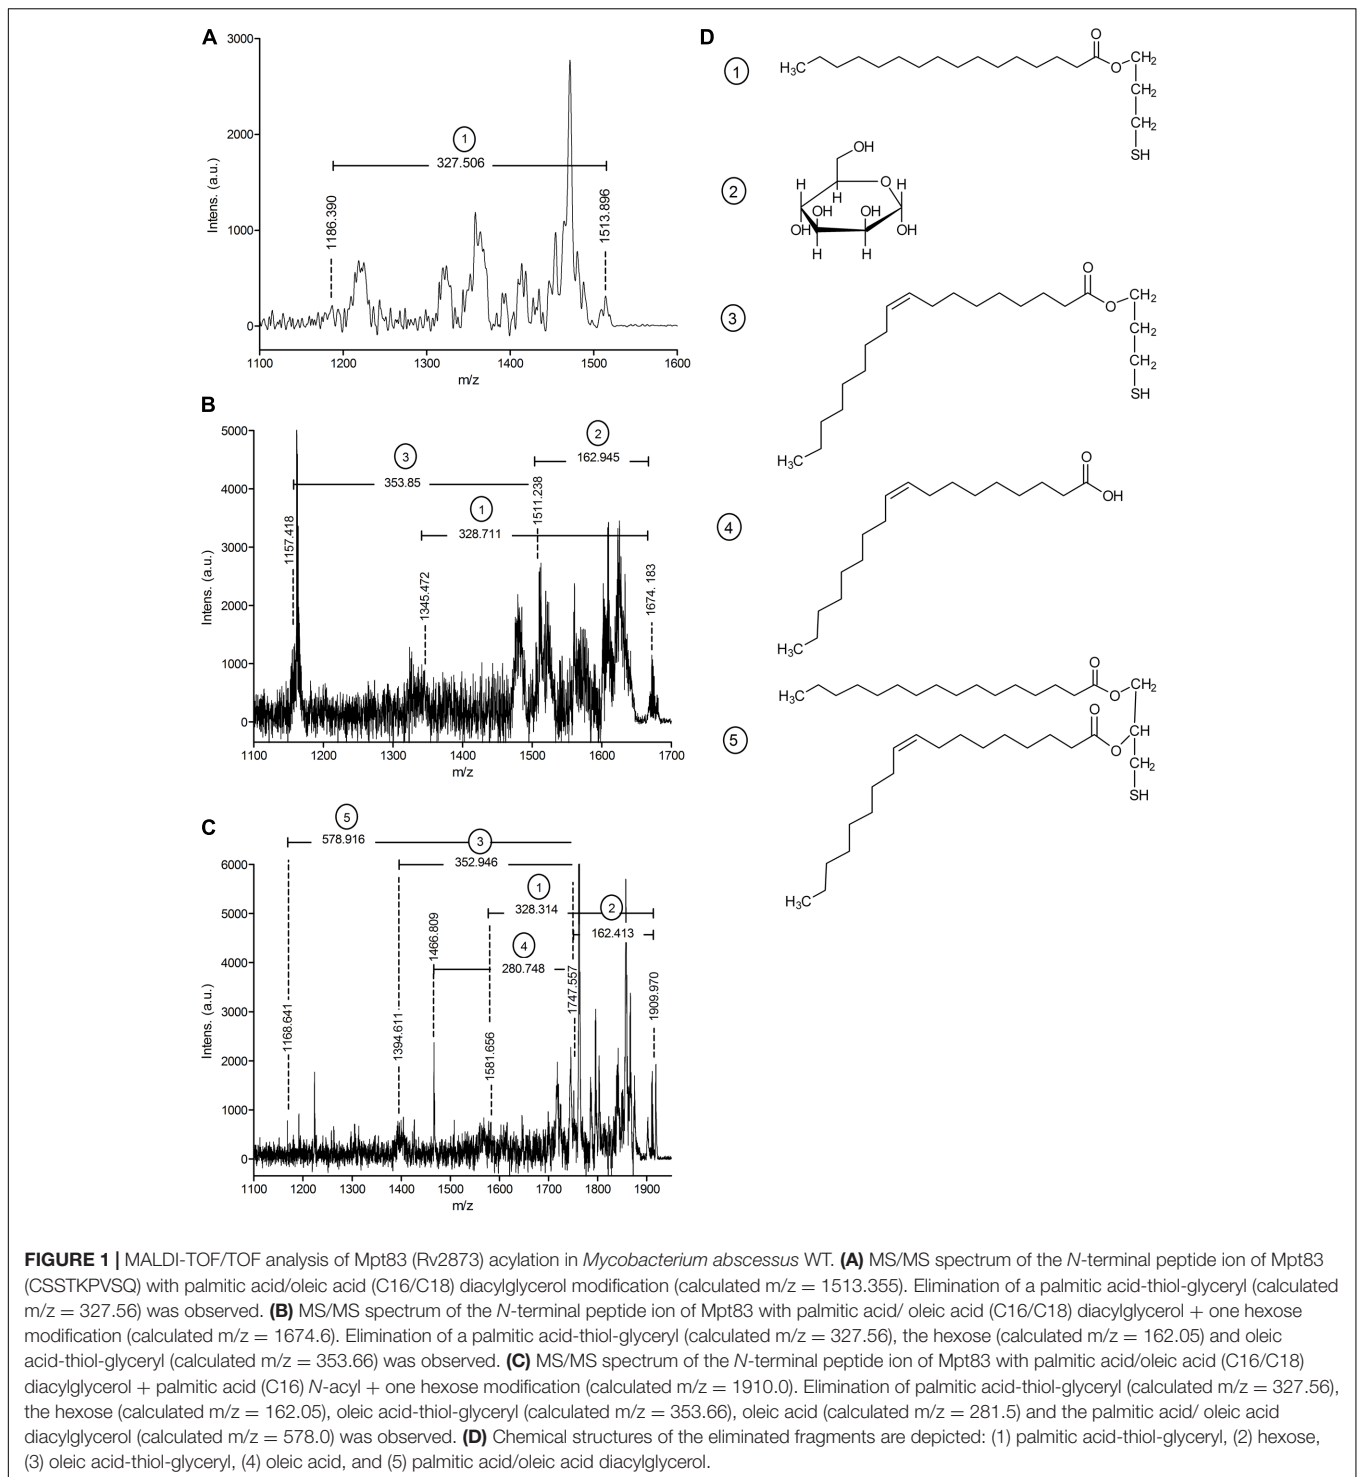 A
3000
2000
1000
0
Intens. (a.u.)
1
327.506
1186.390
1513.896
1100 1200 1300 1400 1500 1600
m/z
B
5000
4000
3000
2000
1000
0
Intens. (a.u.)
3
353.85
2
162.945
1
328.711
1157.418
1345.472
1511.238
1674. 183
1100 1200 1300 1400 1500 1600 1700
m/z
C
6000
5000
4000
3000
2000
1000
0
Intens. (a.u.)
5
578.916
3
352.946
1
328.314
2
162.413
4
280.748
1168.641
1394.611
1466.809
1581.656
1747.557
1909.970
1100 1200 1300 1400 1500 1600 1700 1800 1900
m/z
D
1
H3C
O
O
CH2
CH2
CH2
SH
2
OH
H
O
H
H
OH
OH
OH
OH
H
H
3
O
O
CH2
CH2
CH2
SH
H3C
4
O
OH
H3C
5
H3C
O
O
CH2
O
O
CH
CH2
SH
H3C
FIGURE 1 | MALDI-TOF/TOF analysis of Mpt83 (Rv2873) acylation in Mycobacterium abscessus WT. (A) MS/MS spectrum of the N-terminal peptide ion of Mpt83
(CSSTKPVSQ) with palmitic acid/oleic acid (C16/C18) diacylglycerol modification (calculated m/z = 1513.355). Elimination of a palmitic acid-thiol-glyceryl (calculated
m/z = 327.56) was observed. (B) MS/MS spectrum of the N-terminal peptide ion of Mpt83 with palmitic acid/ oleic acid (C16/C18) diacylglycerol + one hexose
modification (calculated m/z = 1674.6). Elimination of a palmitic acid-thiol-glyceryl (calculated m/z = 327.56), the hexose (calculated m/z = 162.05) and oleic
acid-thiol-glyceryl (calculated m/z = 353.66) was observed. (C) MS/MS spectrum of the N-terminal peptide ion of Mpt83 with palmitic acid/oleic acid (C16/C18)
diacylglycerol + palmitic acid (C16) N-acyl + one hexose modification (calculated m/z = 1910.0). Elimination of palmitic acid-thiol-glyceryl (calculated m/z = 327.56),
the hexose (calculated m/z = 162.05), oleic acid-thiol-glyceryl (calculated m/z = 353.66), oleic acid (calculated m/z = 281.5) and the palmitic acid/ oleic acid
diacylglycerol (calculated m/z = 578.0) was observed. (D) Chemical structures of the eliminated fragments are depicted: (1) palmitic acid-thiol-glyceryl, (2) hexose,
(3) oleic acid-thiol-glyceryl, (4) oleic acid, and (5) palmitic acid/oleic acid diacylglycerol.